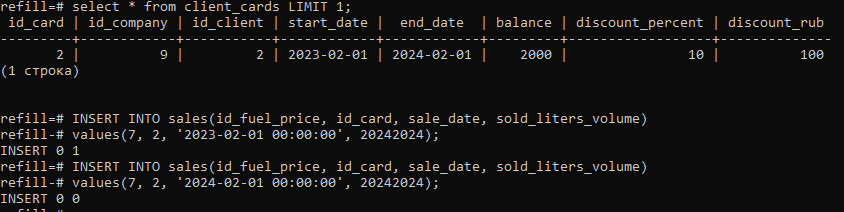 refill=# select * from client_cards LIMIT 1;
id_card | id_company | id_client | start_date | end_date | balance | discount_percent | discount_rub
--------+------------+-----------+------------+------------+---------+------------------+--------------
2 | 9 | 2 | 2023-02-01 | 2024-02-01 | 2000 | 10 | 100
(1 строка)
refill=# INSERT INTO sales(id_fuel_price, id_card, sale_date, sold_liters_volume)
refill-# values(7, 2, '2023-02-01 00:00:00', 20242024);
INSERT 0 1
refill=# INSERT INTO sales(id_fuel_price, id_card, sale_date, sold_liters_volume)
refill-# values(7, 2, '2024-02-01 00:00:00', 20242024);
INSERT 0 0